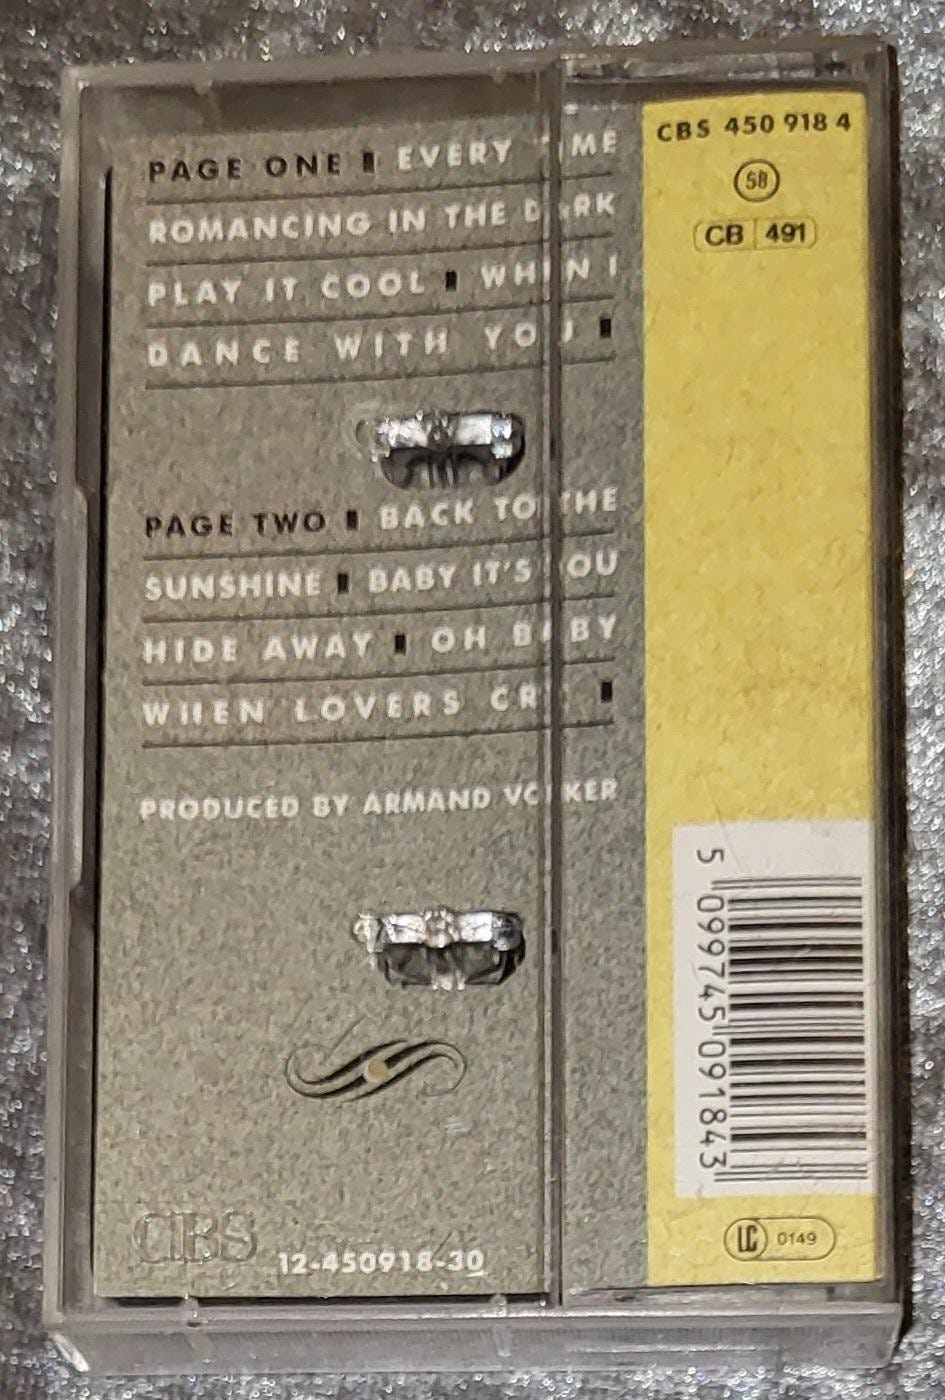 PAGE ONE ▮ EVERY TIME
ROMANCING IN THE DARK
PLAY IT COOL ▮ WHEN I
DANCE WITH YOU ▮
PAGE TWO ▮ BACK TO THE
SUNSHINE ▮ BABY IT'S YOU
HIDE AWAY ▮ OH BABY
WHEN LOVERS CRY ▮
PRODUCED BY ARMAND VOLKER
CBS
12-450918-30
CBS 450 918 4
58
CB 491
5 099745 091843
LC 0149